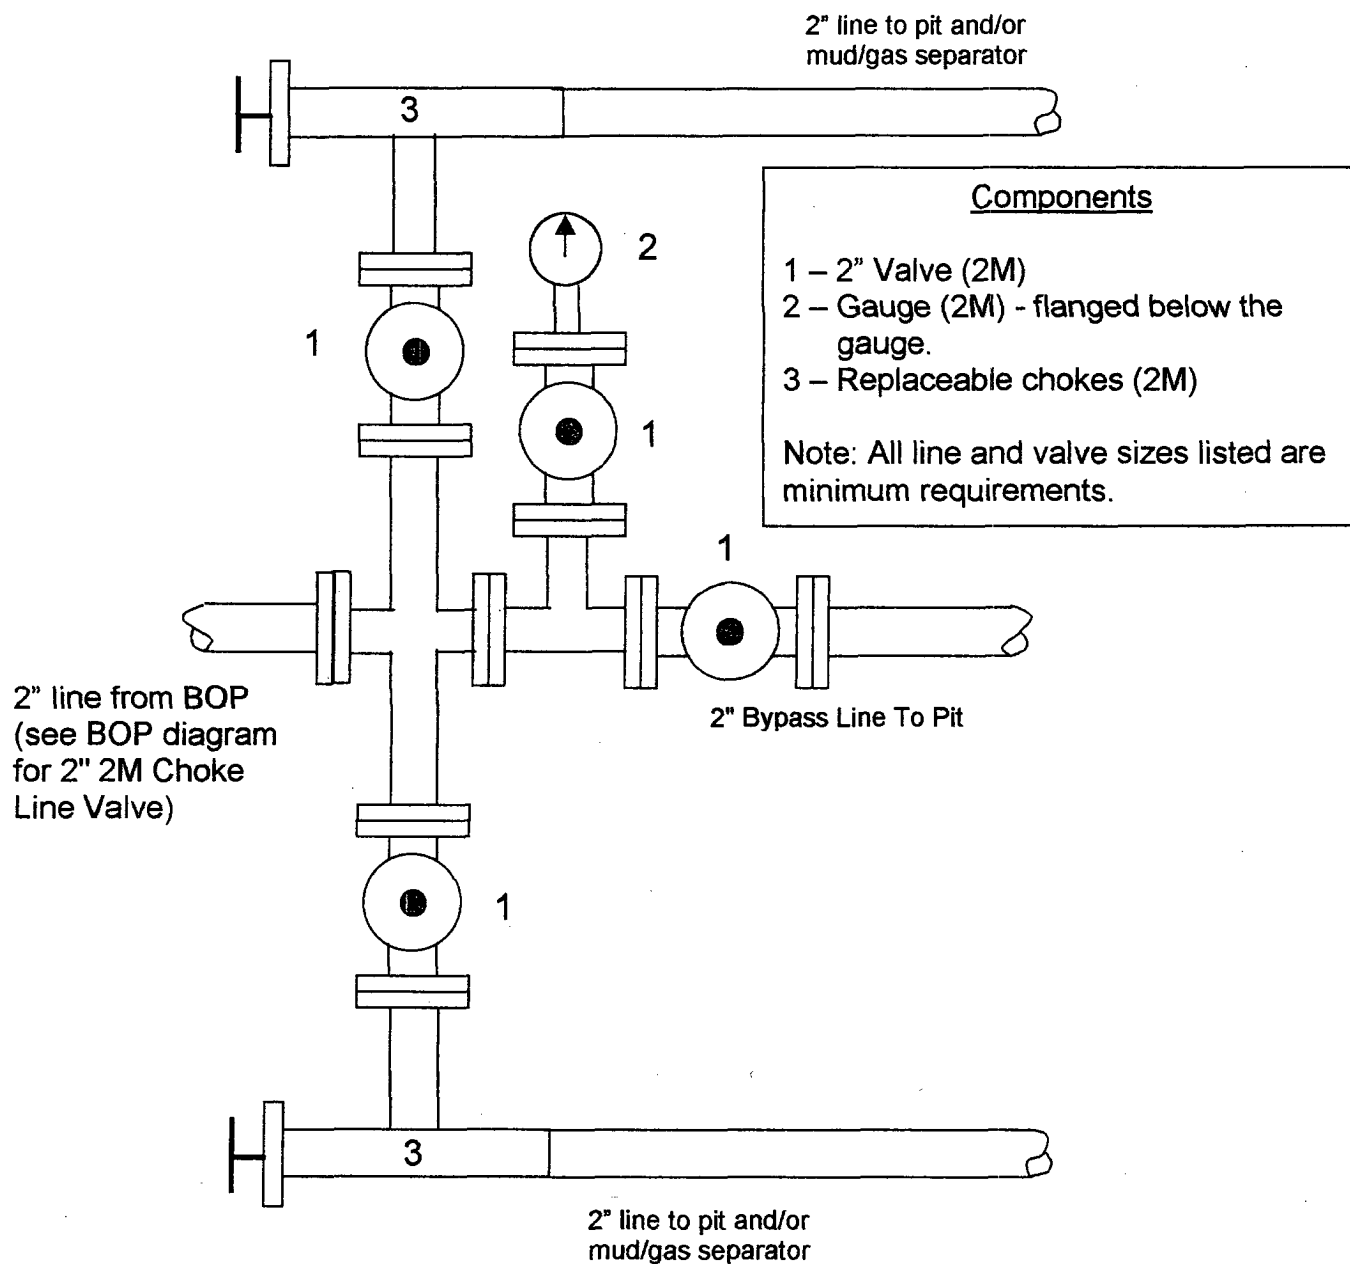 2" line to pit and/or
mud/gas separator
3
Components
2
1 – 2" Valve (2M)
2 – Gauge (2M) - flanged below the
gauge.
3 – Replaceable chokes (2M)
Note: All line and valve sizes listed are
minimum requirements.
1
1
1
2" line from BOP
(see BOP diagram
for 2" 2M Choke
Line Valve)
2" Bypass Line To Pit
1
3
2" line to pit and/or
mud/gas separator